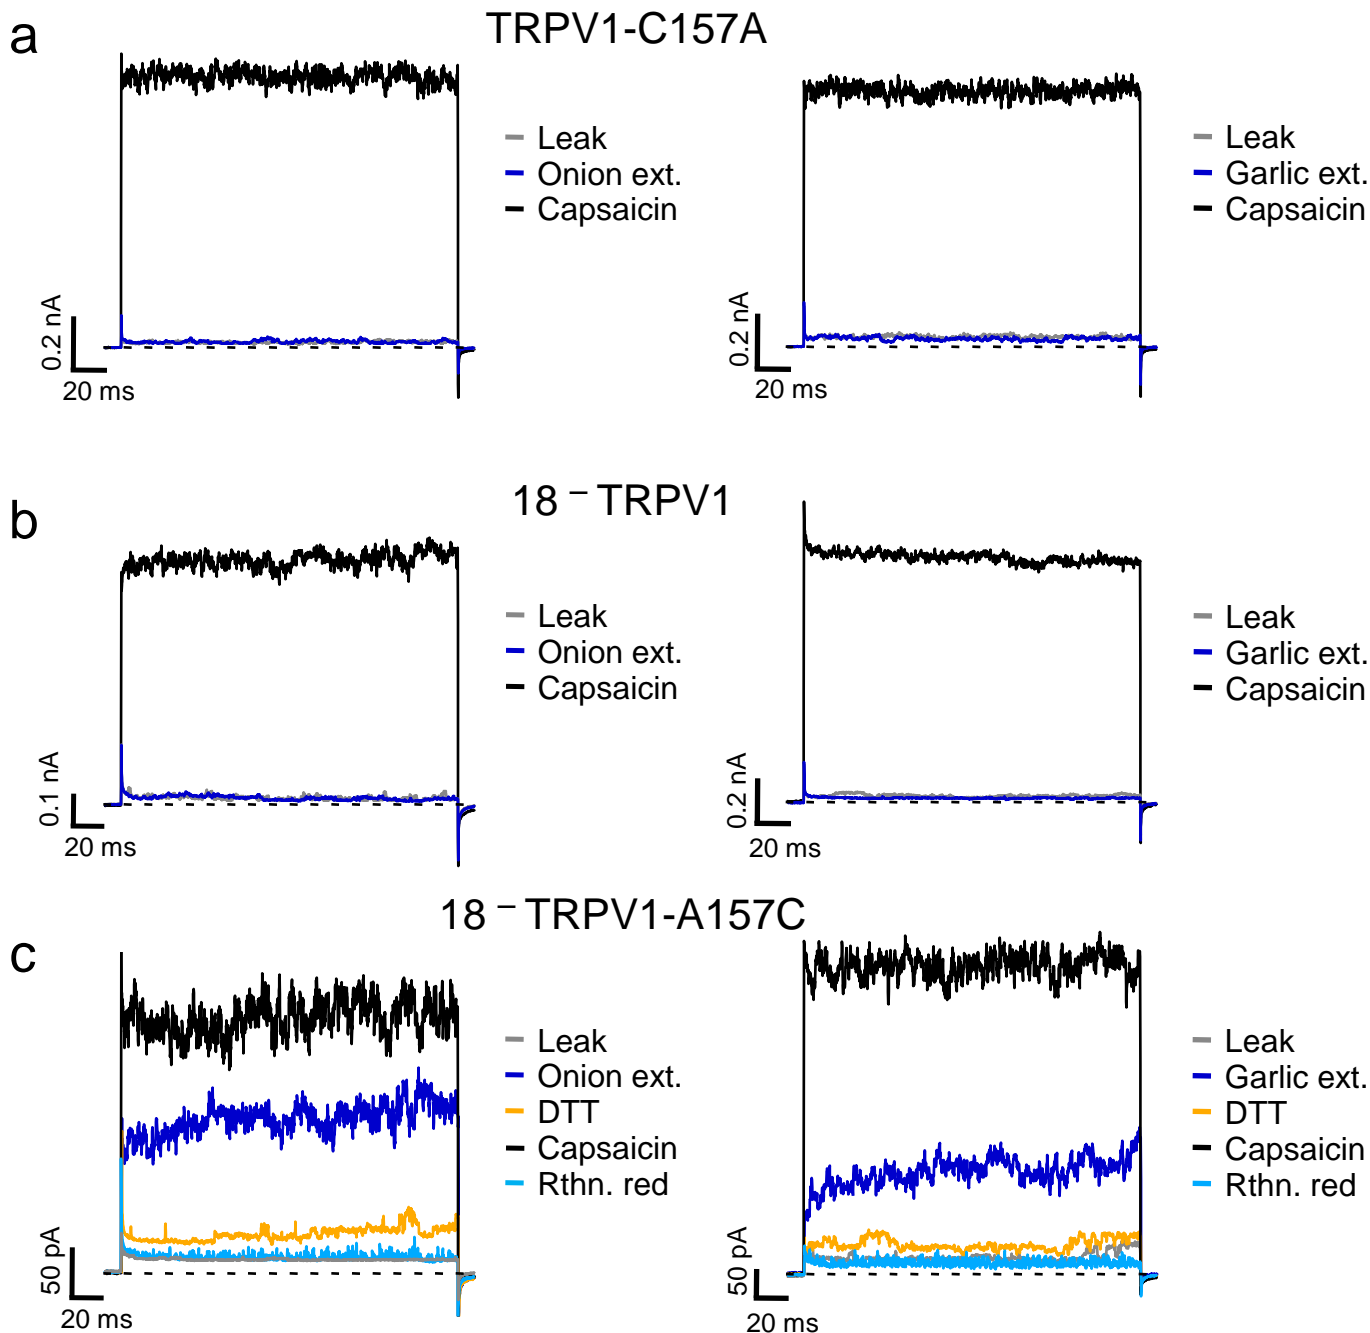 a
TRPV1-C157A
Leak
Onion ext.
Capsaicin
0.2 nA
20 ms
Leak
Garlic ext.
Capsaicin
0.2 nA
20 ms
b
18 – TRPV1
Leak
Onion ext.
Capsaicin
0.1 nA
20 ms
Leak
Garlic ext.
Capsaicin
0.2 nA
20 ms
c
18 – TRPV1-A157C
Leak
Onion ext.
DTT
Capsaicin
Rthn. red
50 pA
20 ms
Leak
Garlic ext.
DTT
Capsaicin
Rthn. red
50 pA
20 ms